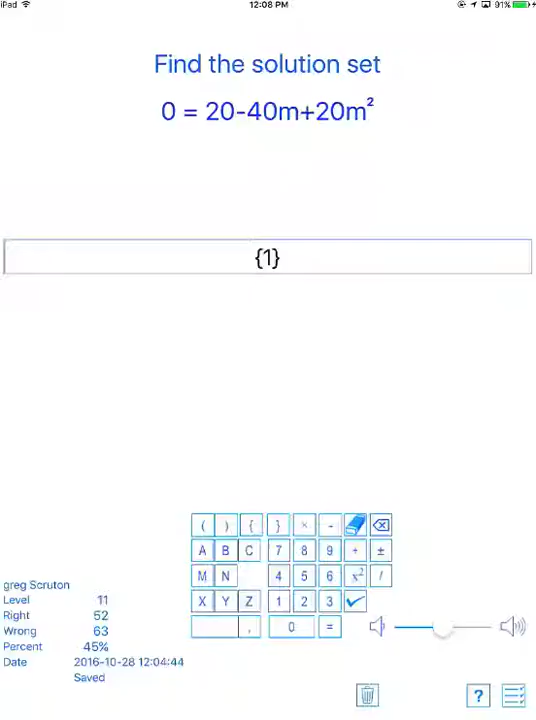 iPad 12:08 PM 91%
Find the solution set
0 = 20-40m+20m²
{1}
( ) { } × -
A B C 7 8 9 + ±
M N 4 5 6 x² /
X Y Z 1 2 3
, 0 =
greg Scruton
Level 11
Right 52
Wrong 63
Percent 45%
Date 2016-10-28 12:04:44
Saved
?